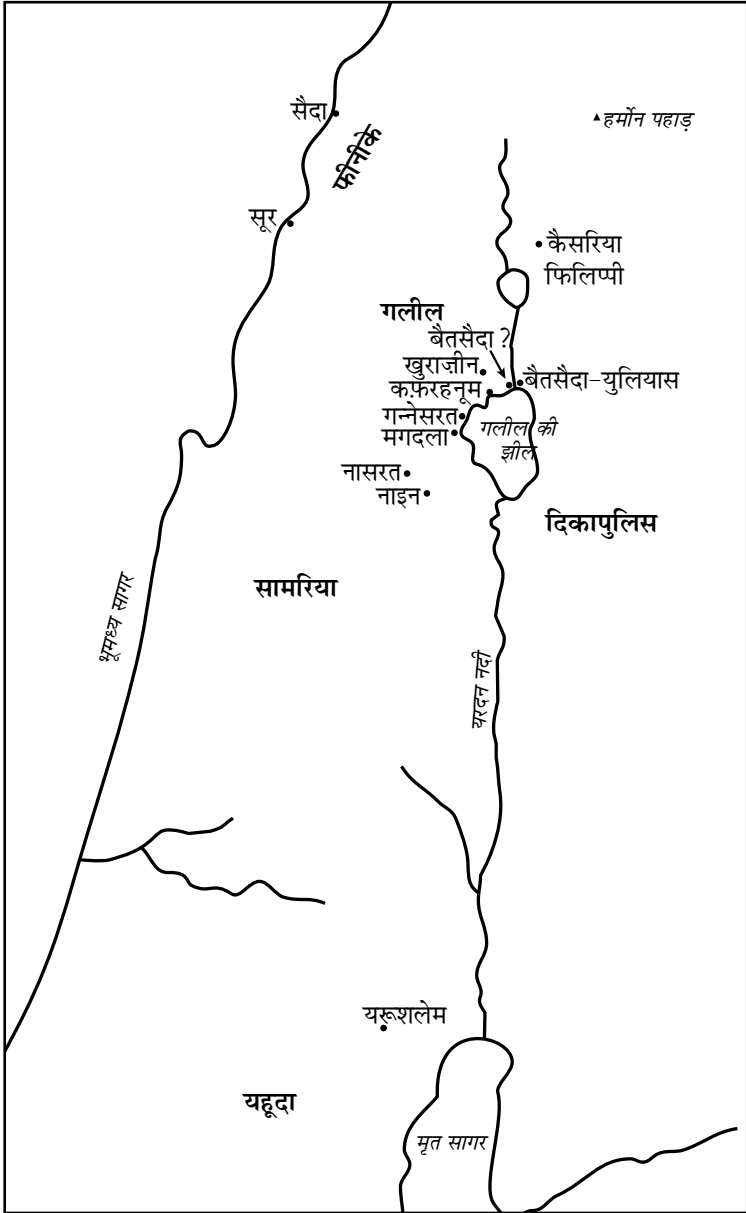 सैदा
हर्मोन पहाड़
फीनीके
सूर
कैसरिया
फिलिप्पी
गलील
बैतसैदा ?
खुराज़ीन
बैतसैदा-युलियास
कफ़रहनूम
गन्नेसरत
गलील की
मगदला
झील
नासरत
नाइन
दिकापुलिस
सामरिया
भूमध्य सागर
यरदन नदी
यरूशलेम
यहूदा
मृत सागर